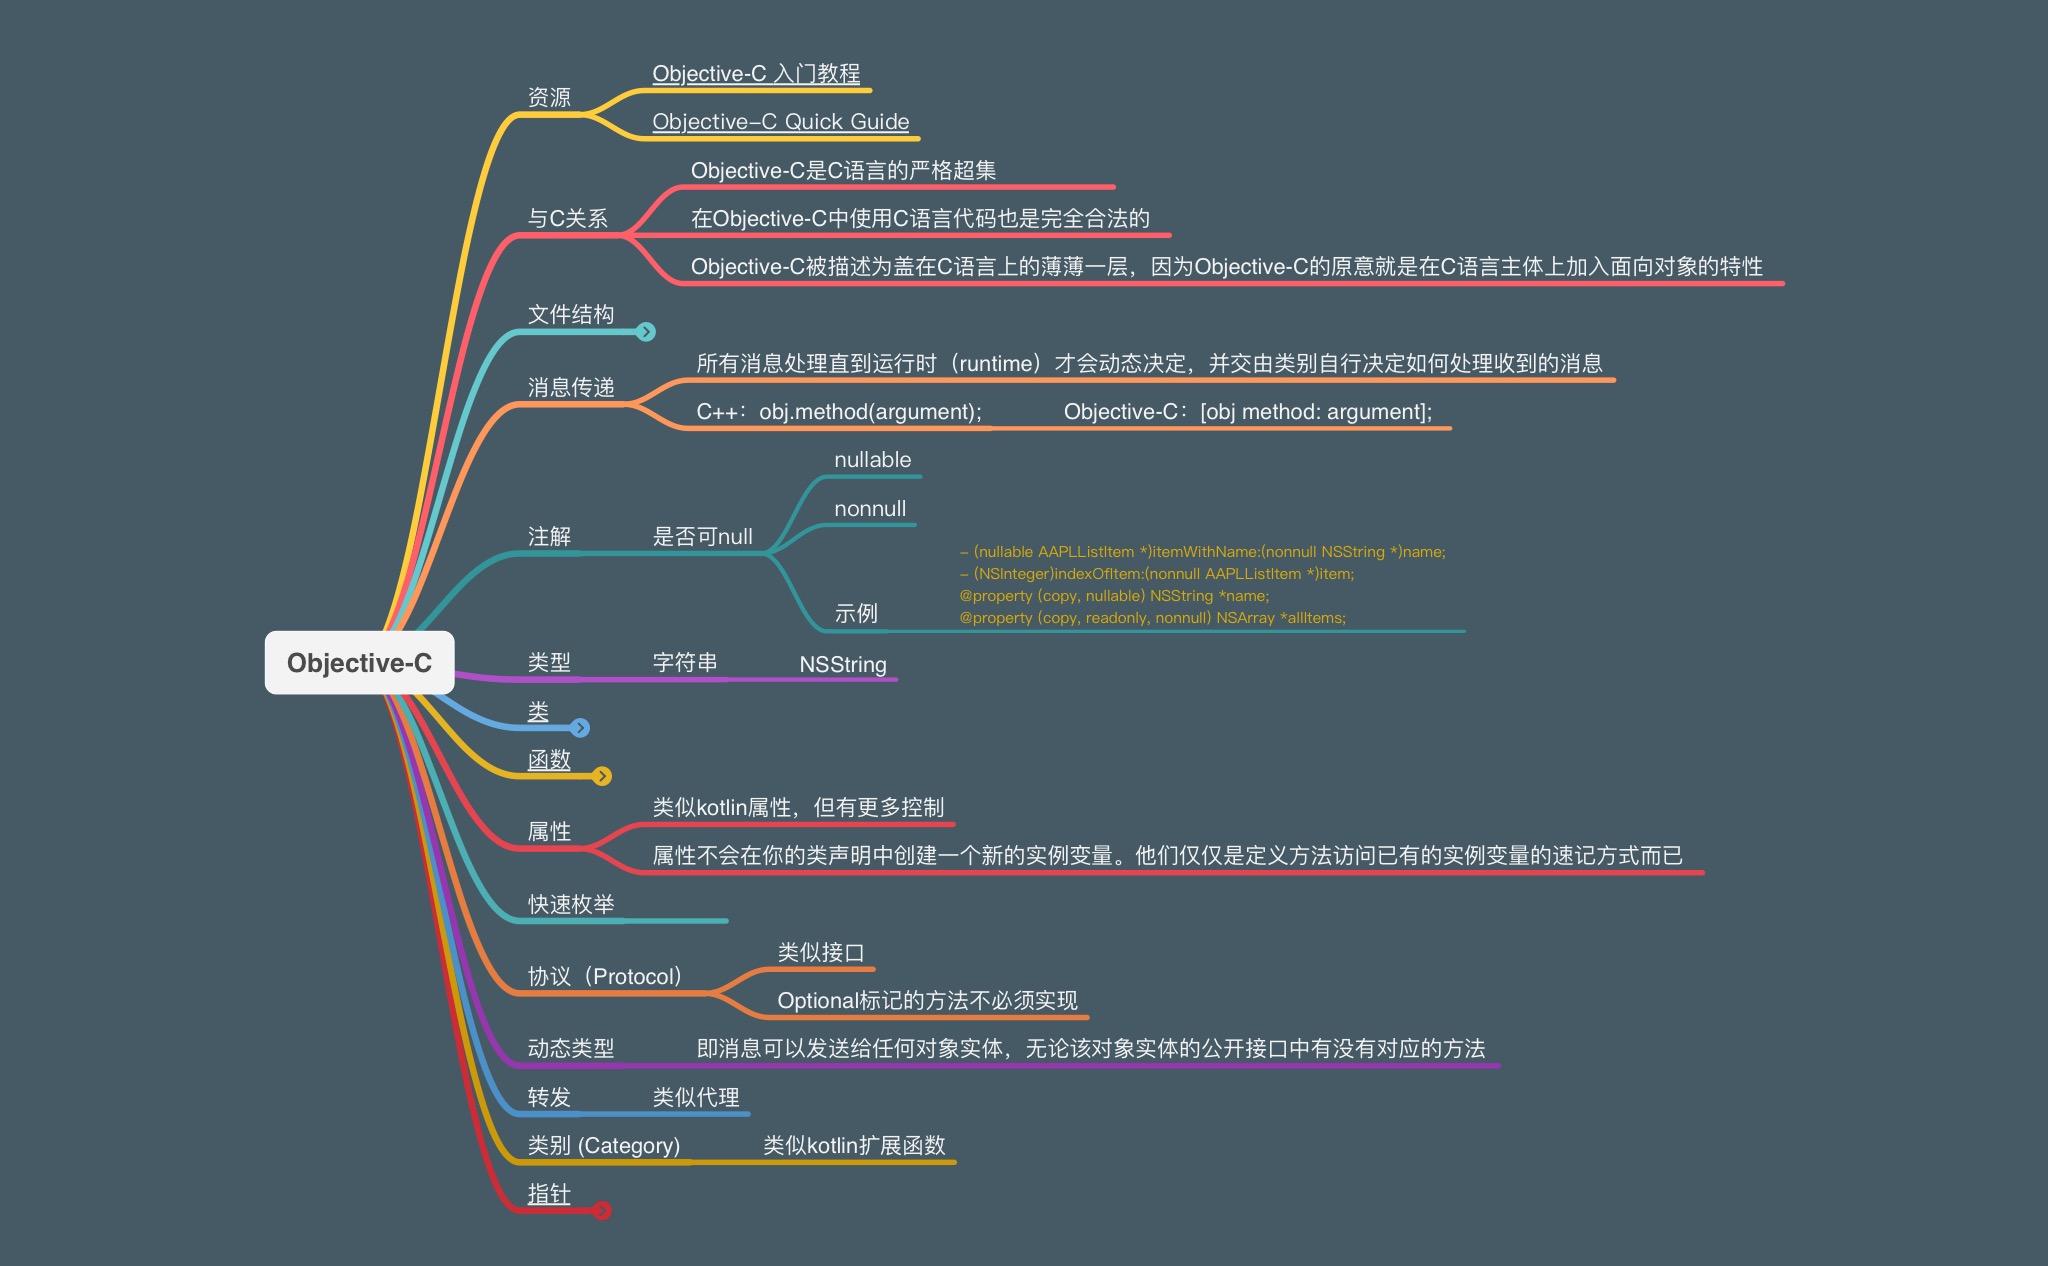 Objective-C
资源
Objective-C 入门教程
Objective-C Quick Guide
与C关系
Objective-C是C语言的严格超集
在Objective-C中使用C语言代码也是完全合法的
Objective-C被描述为盖在C语言上的薄薄一层，因为Objective-C的原意就是在C语言主体上加入面向对象的特性
文件结构
消息传递
所有消息处理直到运行时（runtime）才会动态决定，并交由类别自行决定如何处理收到的消息
C++：obj.method(argument); Objective-C：[obj method: argument];
注解
是否可null
nullable
nonnull
示例
- (nullable AAPLListItem *)itemWithName:(nonnull NSString *)name;
- (NSInteger)indexOfItem:(nonnull AAPLListItem *)item;
@property (copy, nullable) NSString *name;
@property (copy, readonly, nonnull) NSArray *allItems;
类型
字符串
NSString
类
函数
属性
类似kotlin属性，但有更多控制
属性不会在你的类声明中创建一个新的实例变量。他们仅仅是定义方法访问已有的实例变量的速记方式而已
快速枚举
协议（Protocol）
类似接口
Optional标记的方法不必须实现
动态类型
即消息可以发送给任何对象实体，无论该对象实体的公开接口中有没有对应的方法
转发
类似代理
类别 (Category)
类似kotlin扩展函数
指针